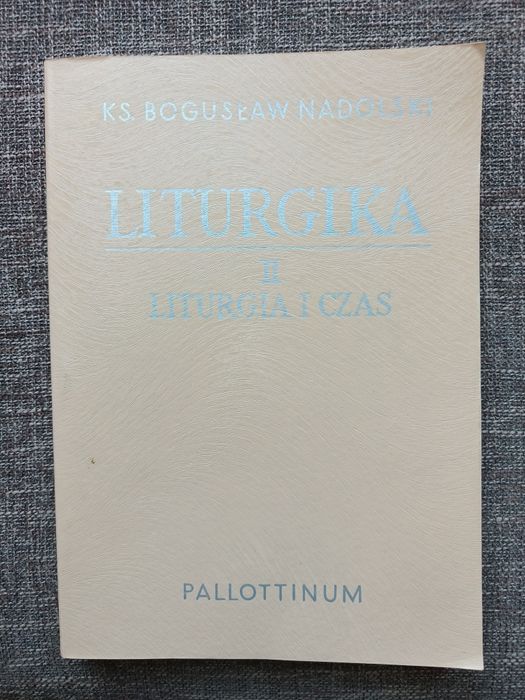 KS. BOGUSŁAW NADOLSKI
LITURGIKA
II
LITURGIA I CZAS
PALLOTTINUM